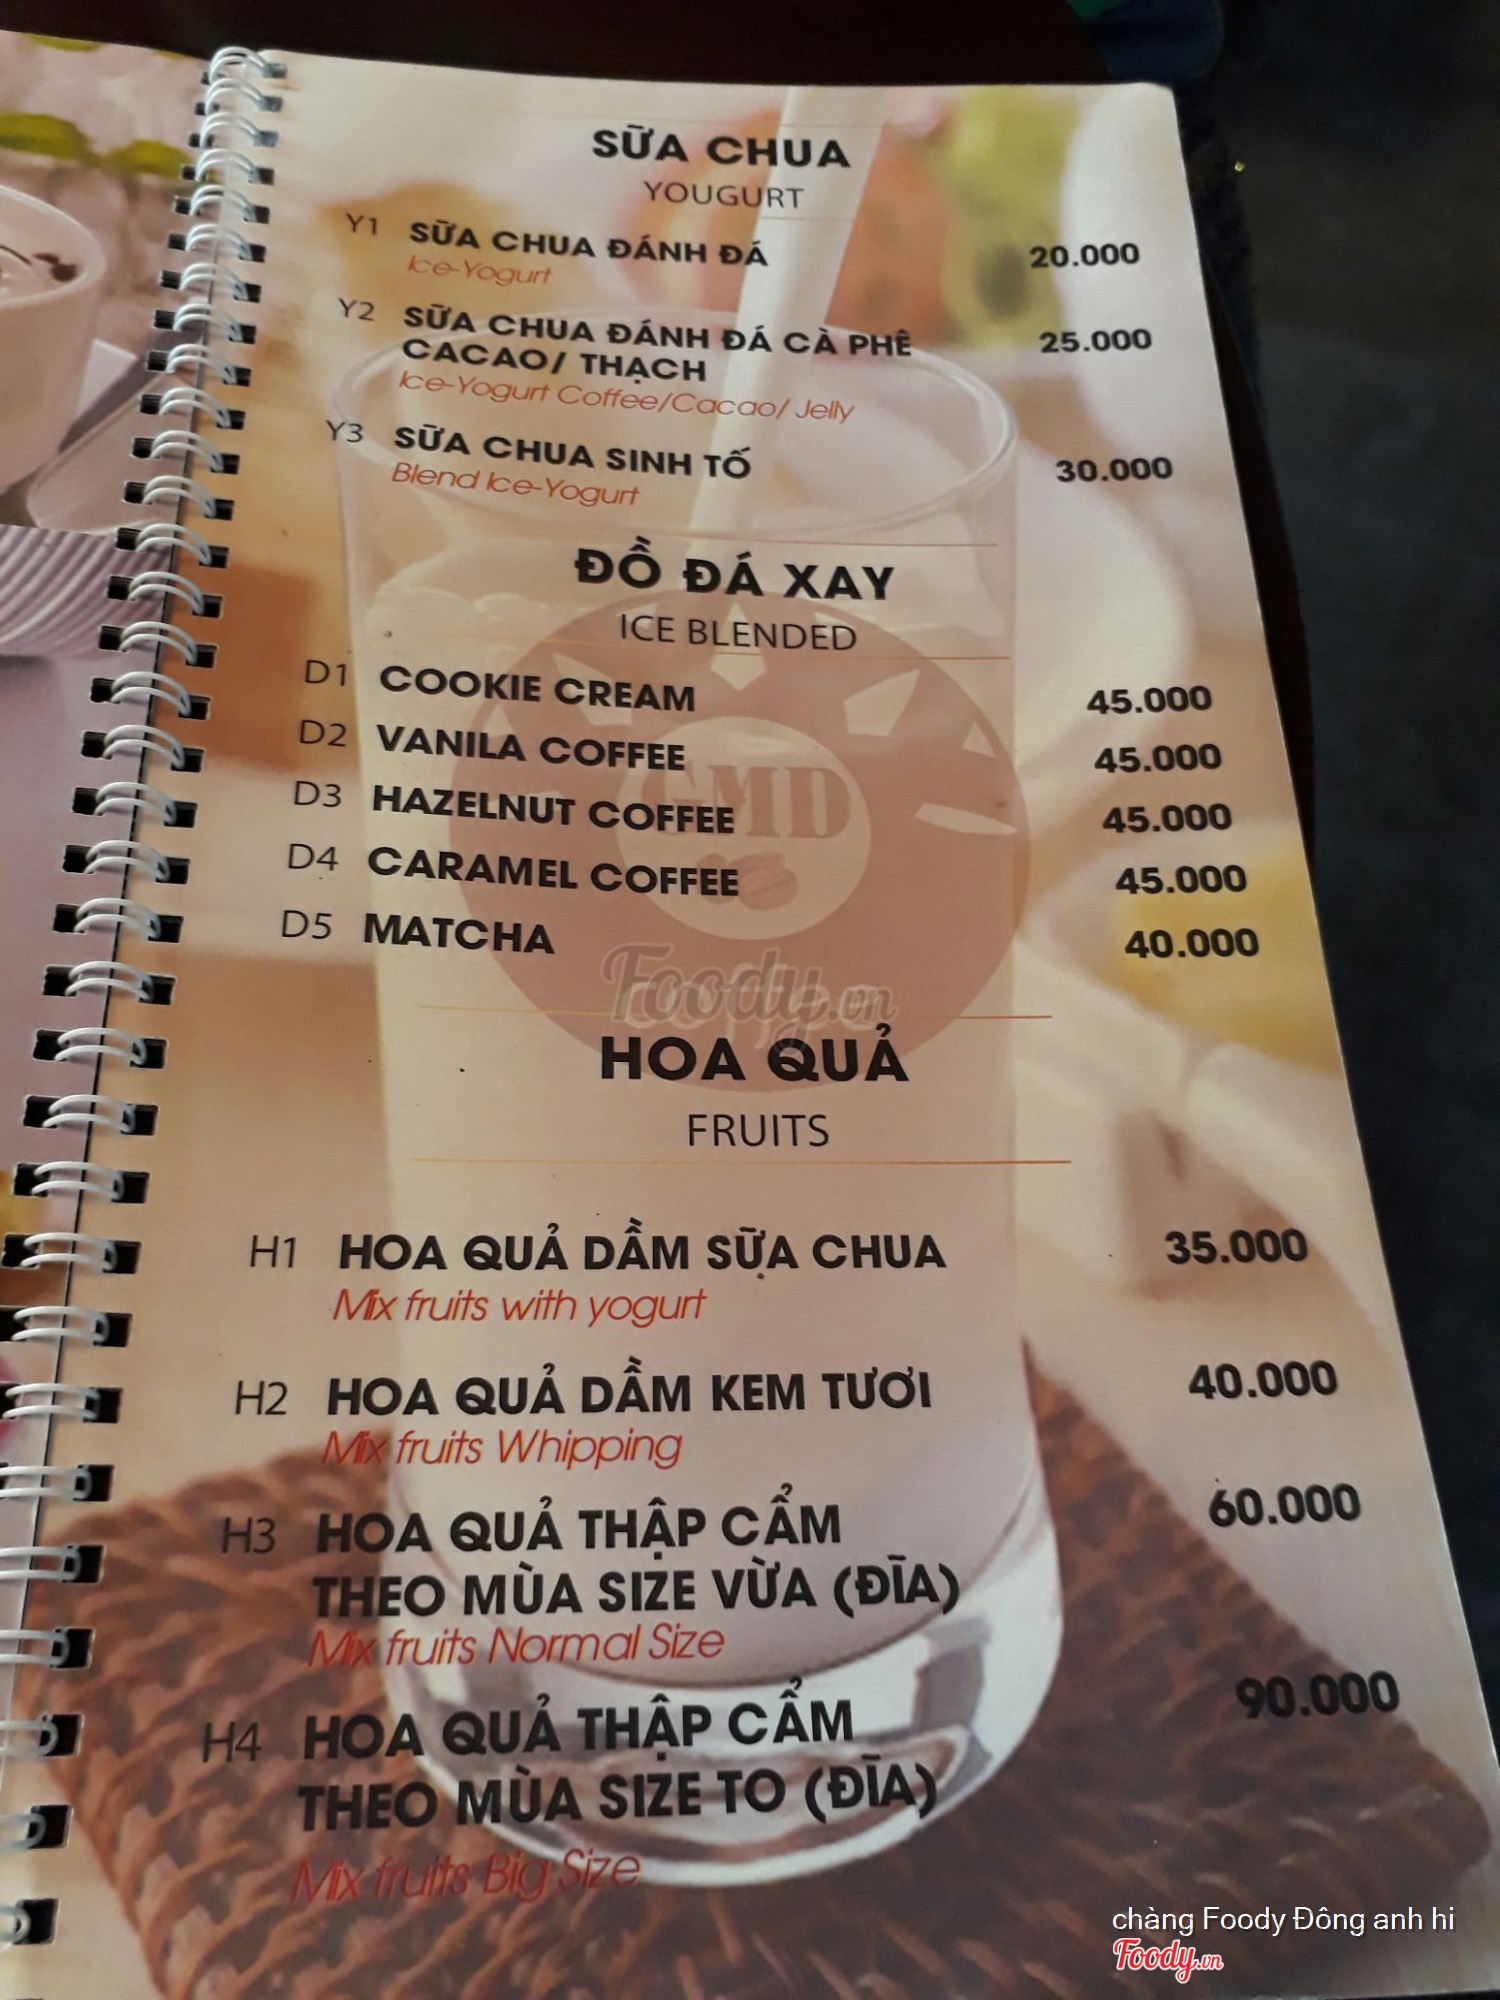 SỮA CHUA
YOUGURT
Y1 SỮA CHUA ĐÁNH ĐÁ 20.000
Ice-Yogurt
Y2 SỮA CHUA ĐÁNH ĐÁ CÀ PHÊ 25.000
CACAO/ THẠCH
Ice-Yogurt Coffee/Cacao/ Jelly
Y3 SỮA CHUA SINH TỐ 30.000
Blend Ice-Yogurt
ĐỒ ĐÁ XAY
ICE BLENDED
D1 COOKIE CREAM 45.000
D2 VANILA COFFEE 45.000
D3 HAZELNUT COFFEE 45.000
D4 CARAMEL COFFEE 45.000
D5 MATCHA 40.000
GMD
Foody.vn
coffee
HOA QUẢ
FRUITS
H1 HOA QUẢ DẦM SỮA CHUA 35.000
Mix fruits with yogurt
H2 HOA QUẢ DẦM KEM TƯƠI 40.000
Mix fruits Whipping
H3 HOA QUẢ THẬP CẨM 60.000
THEO MÙA SIZE VỪA (ĐĨA)
Mix fruits Normal Size
H4 HOA QUẢ THẬP CẨM 90.000
THEO MÙA SIZE TO (ĐĨA)
Mix fruits Big Size
chàng Foody Đông anh hi
Foody.vn